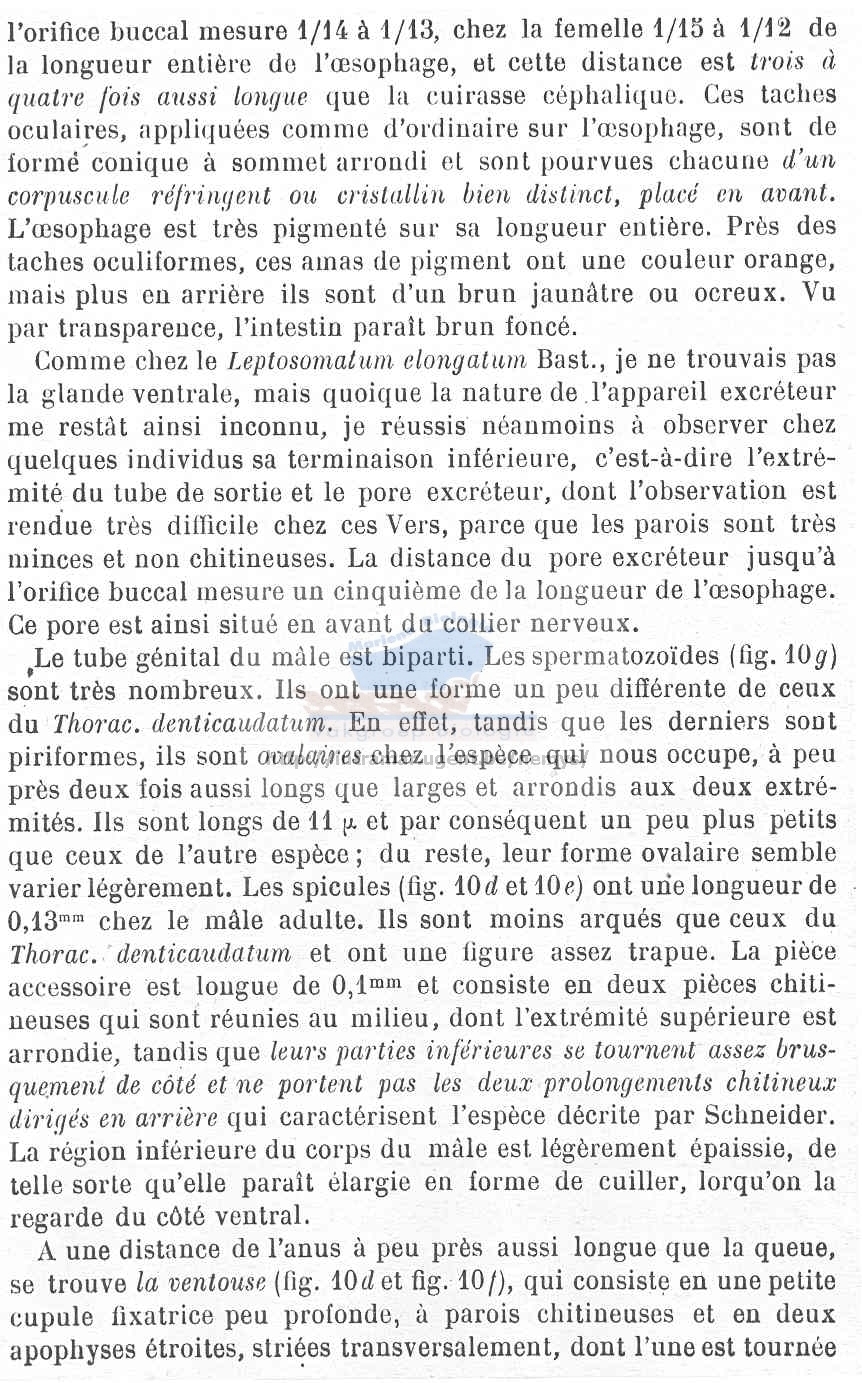 l'orifice buccal mesure 1/14 à 1/13, chez la femelle 1/15 à 1/12 de
la longueur entière de l'œsophage, et cette distance est trois à
quatre fois aussi longue que la cuirasse céphalique. Ces taches
oculaires, appliquées comme d'ordinaire sur l'œsophage, sont de
formé conique à sommet arrondi et sont pourvues chacune d'un
corpuscule réfringent ou cristallin bien distinct, placé en avant.
L'œsophage est très pigmenté sur sa longueur entière. Près des
taches oculiformes, ces amas de pigment ont une couleur orange,
mais plus en arrière ils sont d'un brun jaunâtre ou ocreux. Vu
par transparence, l'intestin paraît brun foncé.
Comme chez le Leptosomatum elongatum Bast., je ne trouvais pas
la glande ventrale, mais quoique la nature de l'appareil excréteur
me restât ainsi inconnu, je réussis néanmoins à observer chez
quelques individus sa terminaison inférieure, c'est-à-dire l'extré-
mité du tube de sortie et le pore excréteur, dont l'observation est
rendue très difficile chez ces Vers, parce que les parois sont très
minces et non chitineuses. La distance du pore excréteur jusqu'à
l'orifice buccal mesure un cinquième de la longueur de l'œsophage.
Ce pore est ainsi situé en avant du collier nerveux.
Le tube génital du mâle est biparti. Les spermatozoïdes (fig. 10g)
sont très nombreux. Ils ont une forme un peu différente de ceux
du Thorac. denticaudatum. En effet, tandis que les derniers sont
piriformes, ils sont ovalaires chez l'espèce qui nous occupe, à peu
près deux fois aussi longs que larges et arrondis aux deux extré-
mités. Ils sont longs de 11 µ et par conséquent un peu plus petits
que ceux de l'autre espèce ; du reste, leur forme ovalaire semble
varier légèrement. Les spicules (fig. 10d et 10e) ont une longueur de
0,13mm chez le mâle adulte. Ils sont moins arqués que ceux du
Thorac. denticaudatum et ont une figure assez trapue. La pièce
accessoire est longue de 0,1mm et consiste en deux pièces chiti-
neuses qui sont réunies au milieu, dont l'extrémité supérieure est
arrondie, tandis que leurs parties inférieures se tournent assez brus-
quement de côté et ne portent pas les deux prolongements chitineux
dirigés en arrière qui caractérisent l'espèce décrite par Schneider.
La région inférieure du corps du mâle est légèrement épaissie, de
telle sorte qu'elle paraît élargie en forme de cuiller, lorqu'on la
regarde du côté ventral.
A une distance de l'anus à peu près aussi longue que la queue,
se trouve la ventouse (fig. 10d et fig. 10f), qui consiste en une petite
cupule fixatrice peu profonde, à parois chitineuses et en deux
apophyses étroites, striées transversalement, dont l'une est tournée